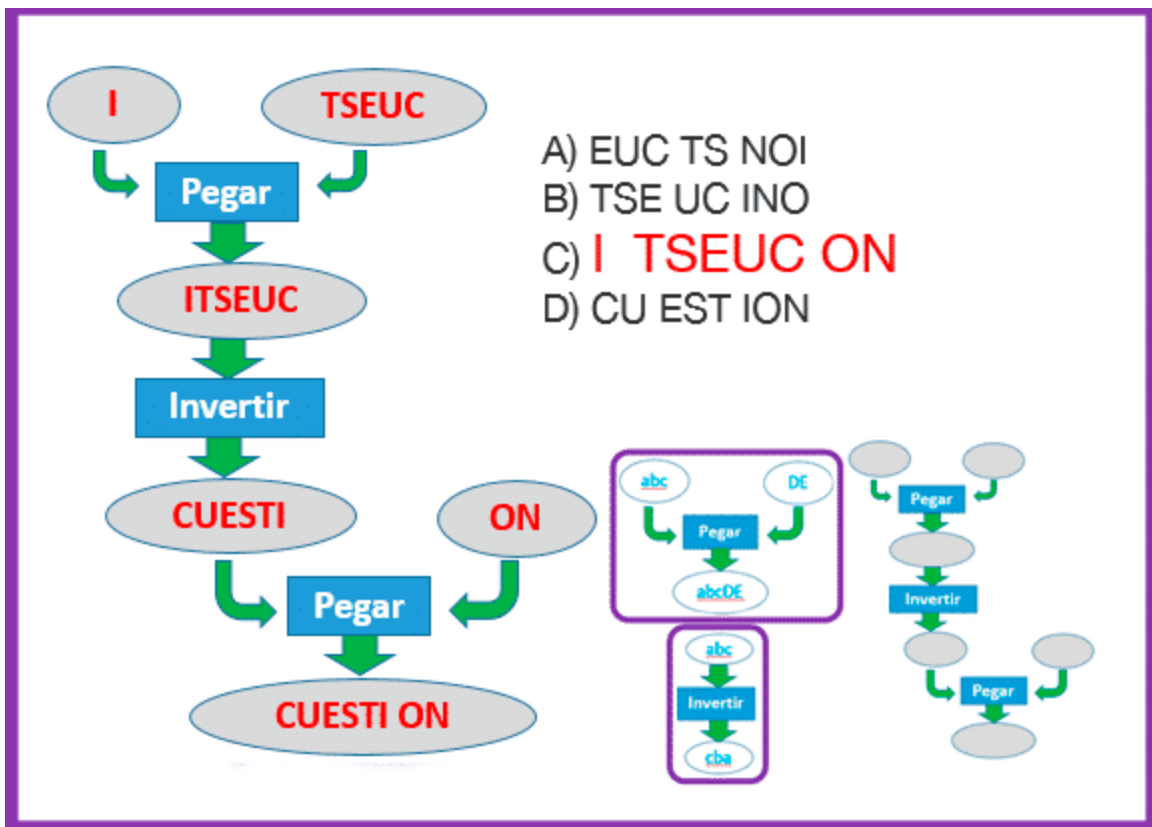 I
TSEUC
Pegar
ITSEUC
Invertir
CUESTI
ON
Pegar
CUESTI ON
A) EUC TS NOI
B) TSE UC INO
C) I TSEUC ON
D) CU EST ION
abc
DE
Pegar
abcDE
abc
Invertir
cba
Pegar
Invertir
Pegar